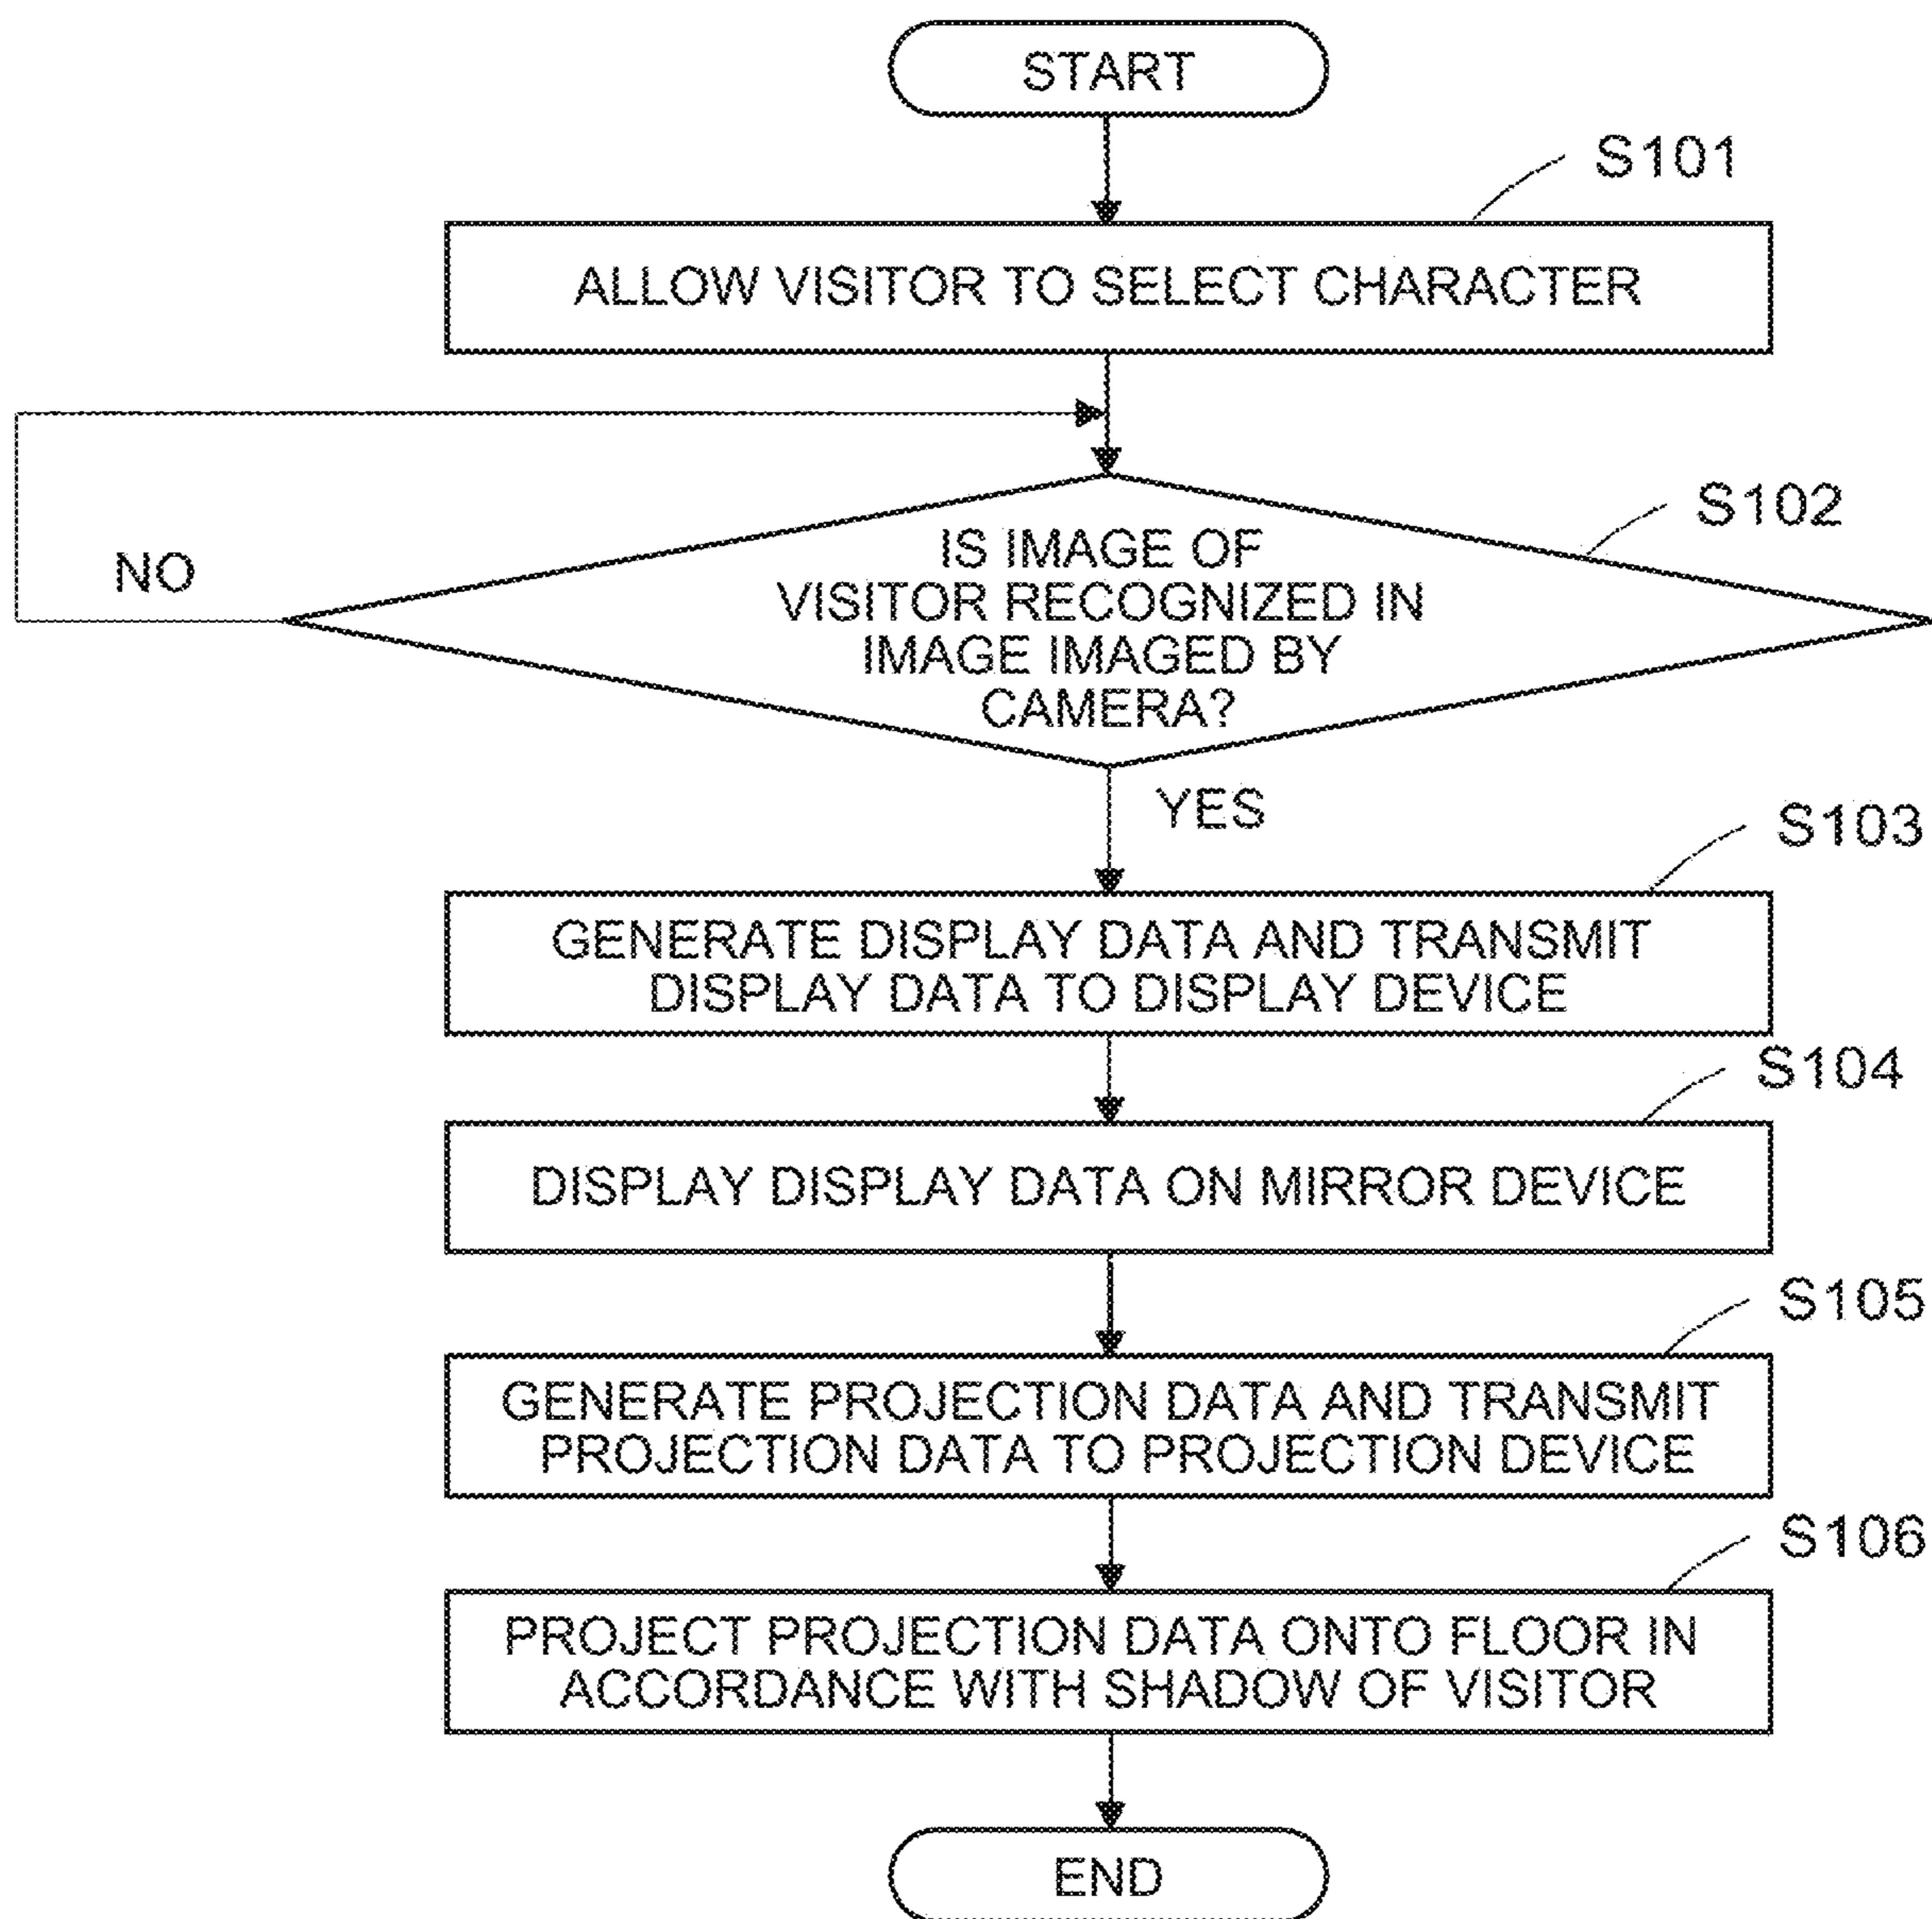 START
S101
ALLOW VISITOR TO SELECT CHARACTER
S102
IS IMAGE OF
VISITOR RECOGNIZED IN
IMAGE IMAGED BY
CAMERA?
NO
YES
S103
GENERATE DISPLAY DATA AND TRANSMIT
DISPLAY DATA TO DISPLAY DEVICE
S104
DISPLAY DISPLAY DATA ON MIRROR DEVICE
S105
GENERATE PROJECTION DATA AND TRANSMIT
PROJECTION DATA TO PROJECTION DEVICE
S106
PROJECT PROJECTION DATA ONTO FLOOR IN
ACCORDANCE WITH SHADOW OF VISITOR
END